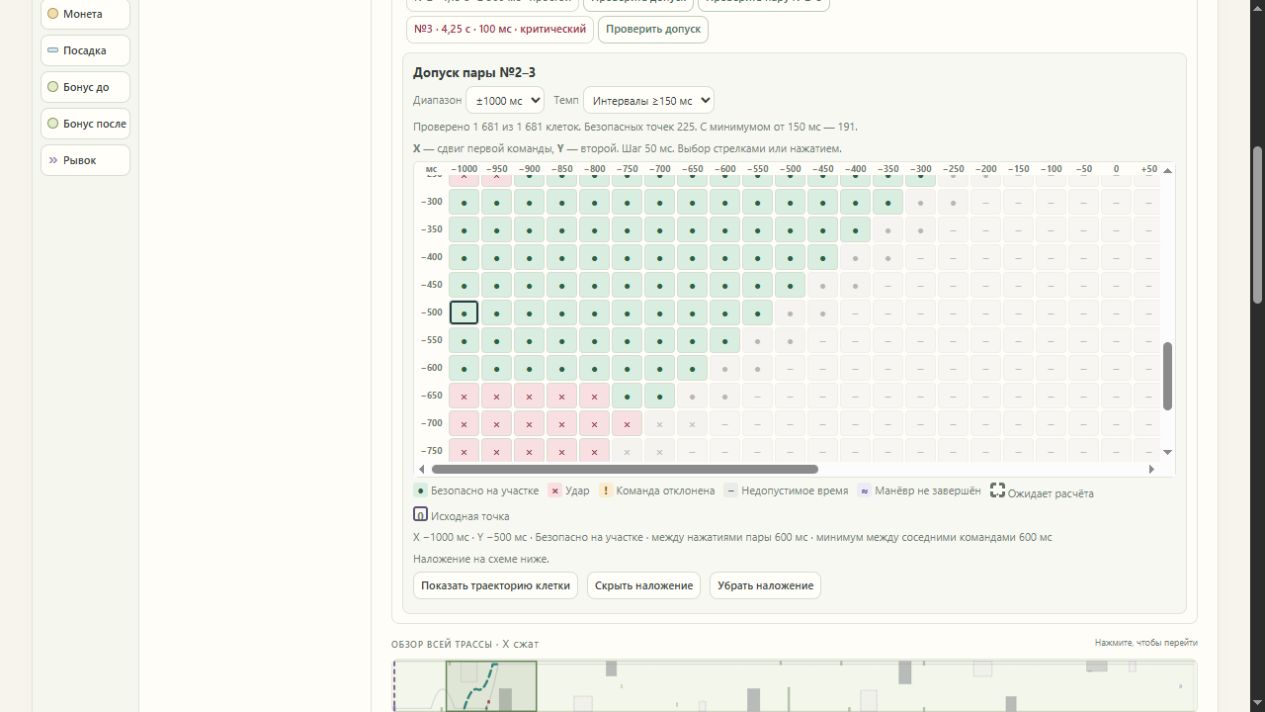 Монета
Посадка
Бонус до
Бонус после
Рывок
№3 · 4,25 с · 100 мс · критический
Проверить допуск
Допуск пары №2–3
Диапазон ±1000 мс Темп Интервалы ≥150 мс
Проверено 1 681 из 1 681 клеток. Безопасных точек 225. С минимумом от 150 мс — 191.
X — сдвиг первой команды, Y — второй. Шаг 50 мс. Выбор стрелками или нажатием.
мс −1000 −950 −900 −850 −800 −750 −700 −650 −600 −550 −500 −450 −400 −350 −300 −250 −200 −150 −100 −50 0 +50
−300
−350
−400
−450
−500
−550
−600
−650
−700
−750
Безопасно на участке × Удар ! Команда отклонена – Недопустимое время ≈ Манёвр не завершён Ожидает расчёта
0 Исходная точка
X −1000 мс · Y −500 мс · Безопасно на участке · между нажатиями пары 600 мс · минимум между соседними командами 600 мс
Наложение на схеме ниже.
Показать траекторию клетки Скрыть наложение Убрать наложение
ОБЗОР ВСЕЙ ТРАССЫ · X сжат
Нажмите, чтобы перейти